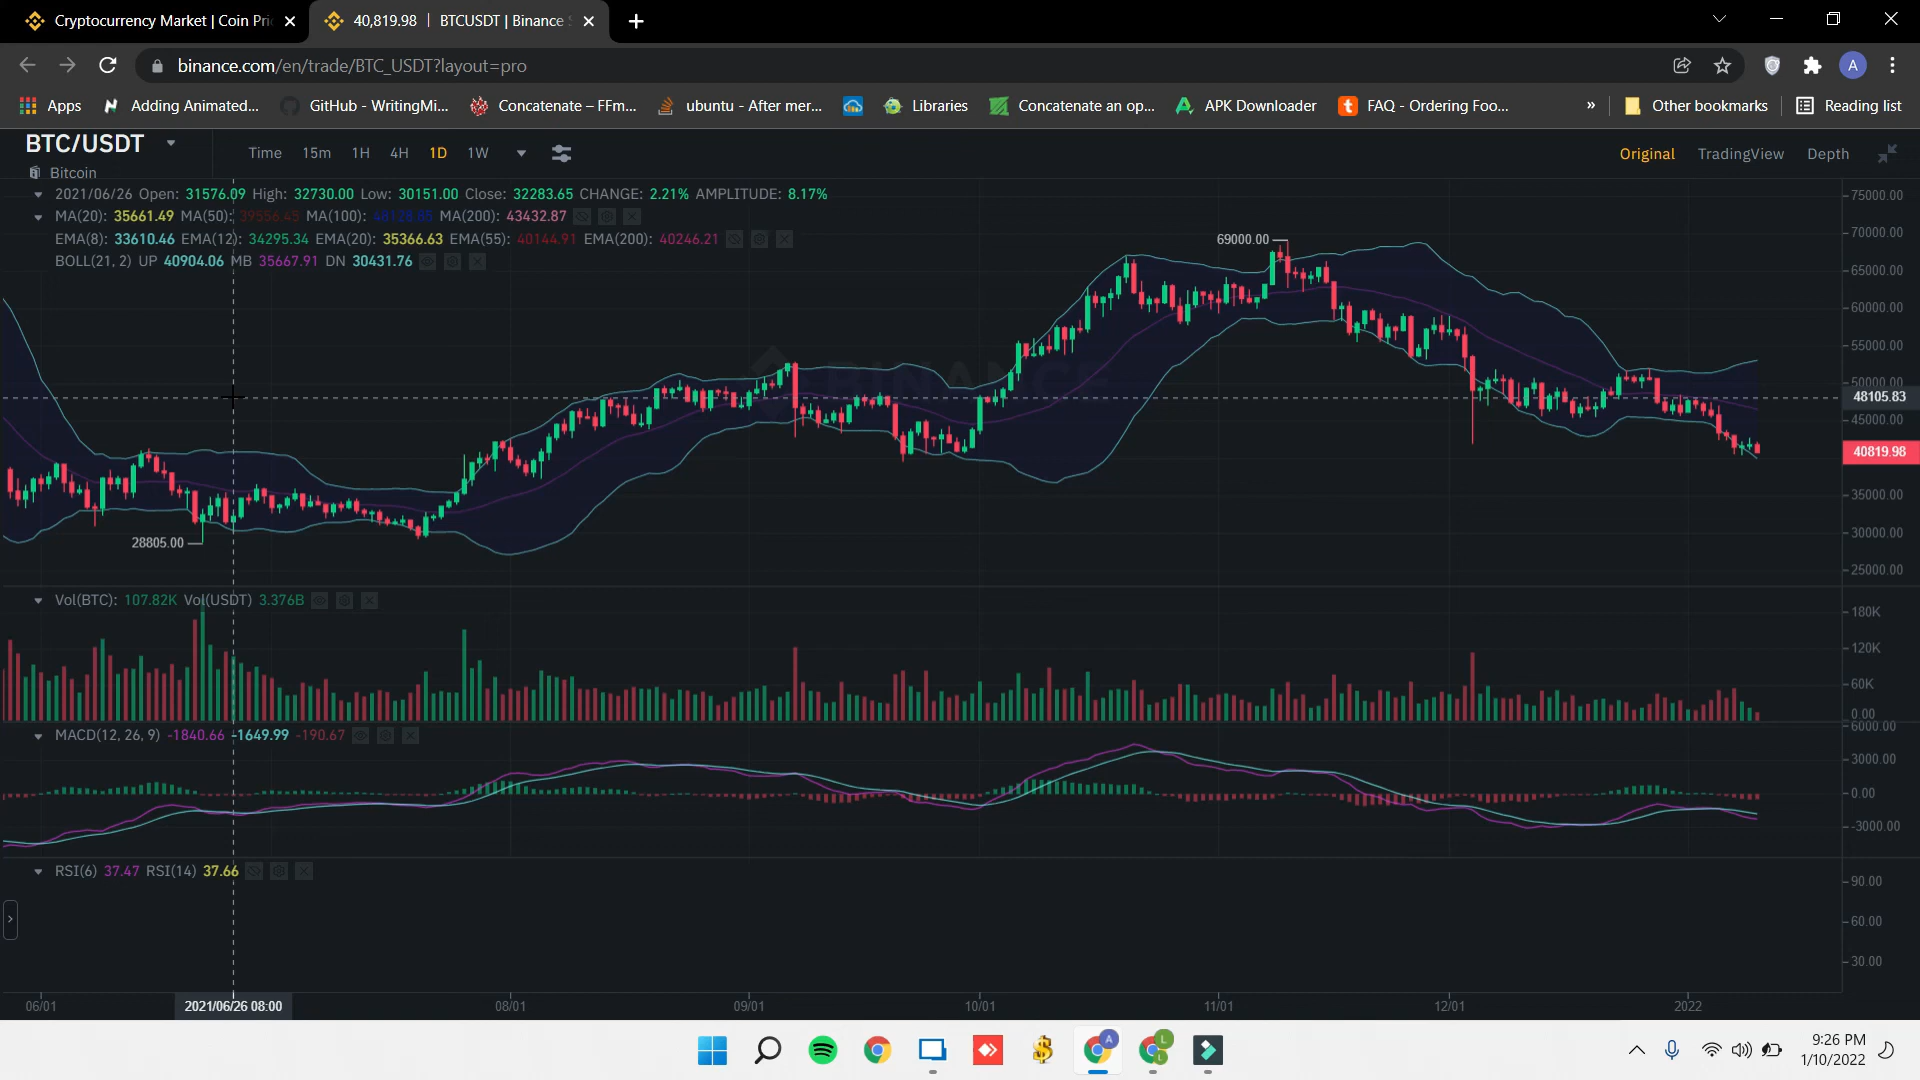 Cryptocurrency Market | Coin Pri
40,819.98 | BTCUSDT | Binance S
binance.com/en/trade/BTC_USDT?layout=pro
A
Apps
Adding Animated...
GitHub - WritingMi...
Concatenate – FFm...
ubuntu - After mer...
Libraries
Concatenate an op...
APK Downloader
FAQ - Ordering Foo...
»
Other bookmarks
Reading list
BTC/USDT
Bitcoin
Time 15m 1H 4H 1D 1W
Original TradingView Depth
2021/06/26 Open: 31576.09 High: 32730.00 Low: 30151.00 Close: 32283.65 CHANGE: 2.21% AMPLITUDE: 8.17%
MA(20): 35661.49 MA(50): 39556.45 MA(100): 48128.85 MA(200): 43432.87
EMA(8): 33610.46 EMA(12): 34295.34 EMA(20): 35366.63 EMA(55): 40144.91 EMA(200): 40246.21
BOLL(21, 2) UP 40904.06 MB 35667.91 DN 30431.76
75000.00
70000.00
65000.00
60000.00
55000.00
50000.00
48105.83
45000.00
40819.98
35000.00
30000.00
25000.00
69000.00
28805.00
BINANCE
Vol(BTC): 107.82K Vol(USDT) 3.376B
180K
120K
60K
0.00
MACD(12, 26, 9) -1840.66 -1649.99 -190.67
6000.00
3000.00
0.00
-3000.00
RSI(6) 37.47 RSI(14) 37.66
90.00
60.00
30.00
06/01
2021/06/26 08:00
08/01
09/01
10/01
11/01
12/01
2022
A
L
L
9:26 PM
1/10/2022